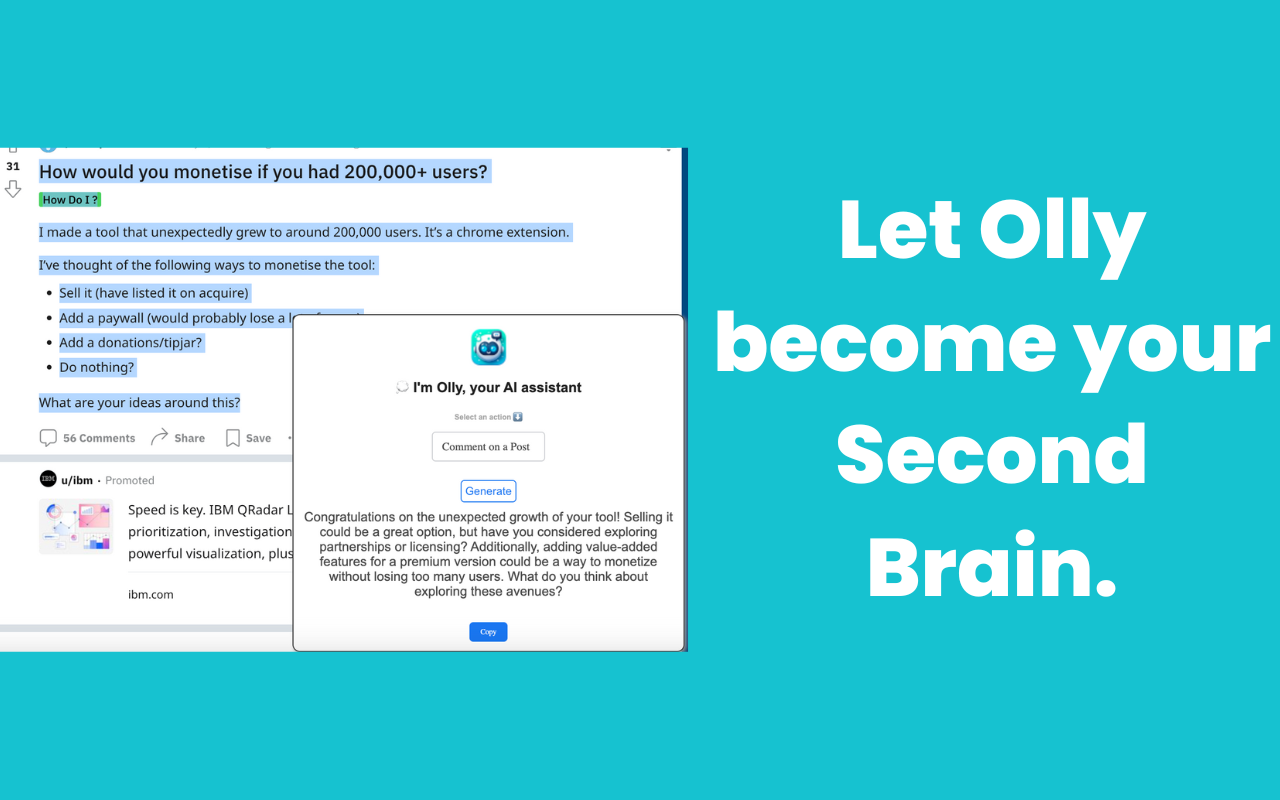 31
How would you monetise if you had 200,000+ users?
How Do I ?
I made a tool that unexpectedly grew to around 200,000 users. It's a chrome extension.
I've thought of the following ways to monetise the tool:
• Sell it (have listed it on acquire)
• Add a paywall (would probably lose a
• Add a donations/tipjar?
• Do nothing?
What are your ideas around this?
56 Comments Share Save
u/ibm • Promoted
Speed is key. IBM QRadar
prioritization, investigation
powerful visualization, plus
ibm.com
I'm Olly, your AI assistant
Select an action
Comment on a Post
Generate
Congratulations on the unexpected growth of your tool! Selling it
could be a great option, but have you considered exploring
partnerships or licensing? Additionally, adding value-added
features for a premium version could be a way to monetize
without losing too many users. What do you think about
exploring these avenues?
Copy
Let Olly
become your
Second
Brain.